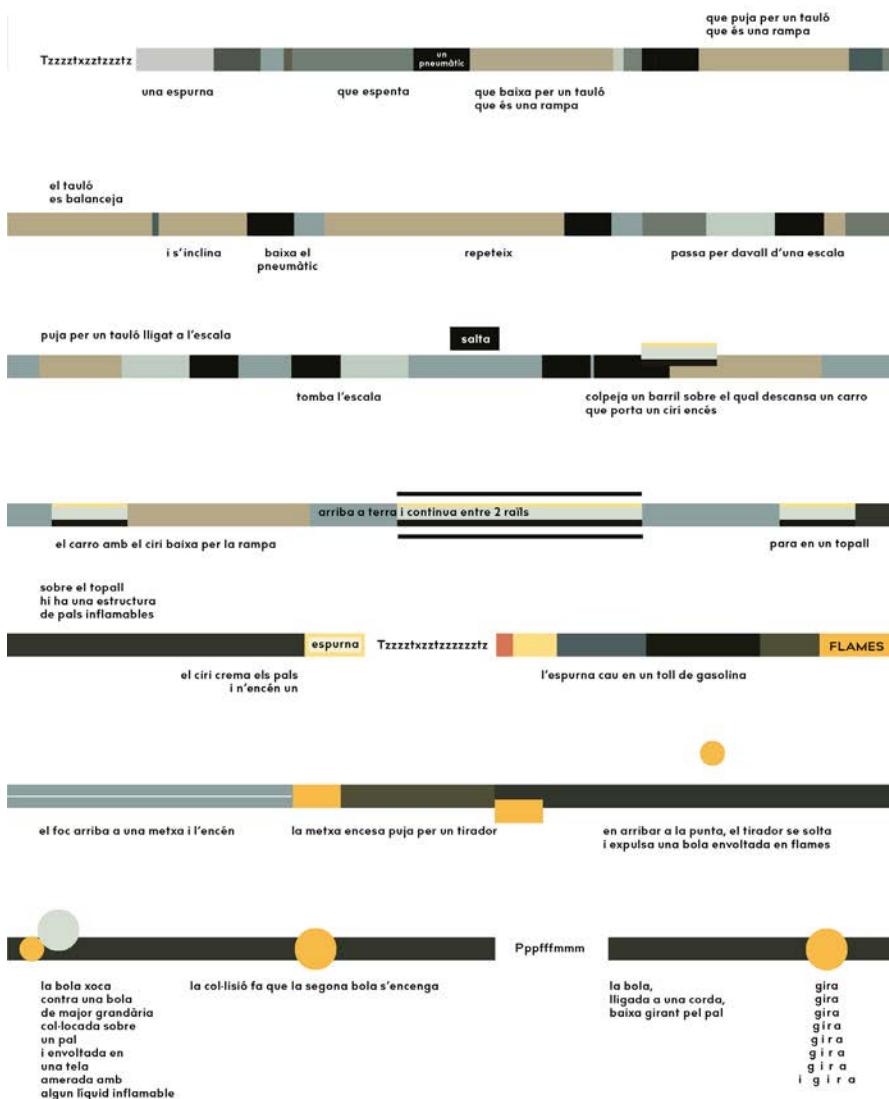 que puja per un tauló
que és una rampa
Tzzzztxzztzzztz
un
pneumàtic
una espurna
que espenta
que baixa per un tauló
que és una rampa
el tauló
es balanceja
i s'inclina
baixa el
pneumàtic
repeteix
passa per davall d'una escala
puja per un tauló lligat a l'escala
salta
tomba l'escala
colpeja un barril sobre el qual descansa un carro
que porta un ciri encés
arriba a terra i continua entre 2 raïls
el carro amb el ciri baixa per la rampa
para en un topall
sobre el topall
hi ha una estructura
de pals inflamables
espurna
Tzzzztxzztzzzzzztz
FLAMES
el ciri crema els pals
i n'encén un
l'espurna cau en un toll de gasolina
el foc arriba a una metxa i l'encén
la metxa encesa puja per un tirador
en arribar a la punta, el tirador se solta
i expulsa una bola envoltada en flames
Pppfffmmm
la bola xoca
contra una bola
de major grandària
col·locada sobre
un pal
i envoltada en
una tela
amerada amb
algun líquid inflamable
la col·lisió fa que la segona bola s'encenga
la bola,
lligada a una corda,
baixa girant pel pal
gira
gira
gira
gira
g i r a
g i r a
g i r a
i g i r a